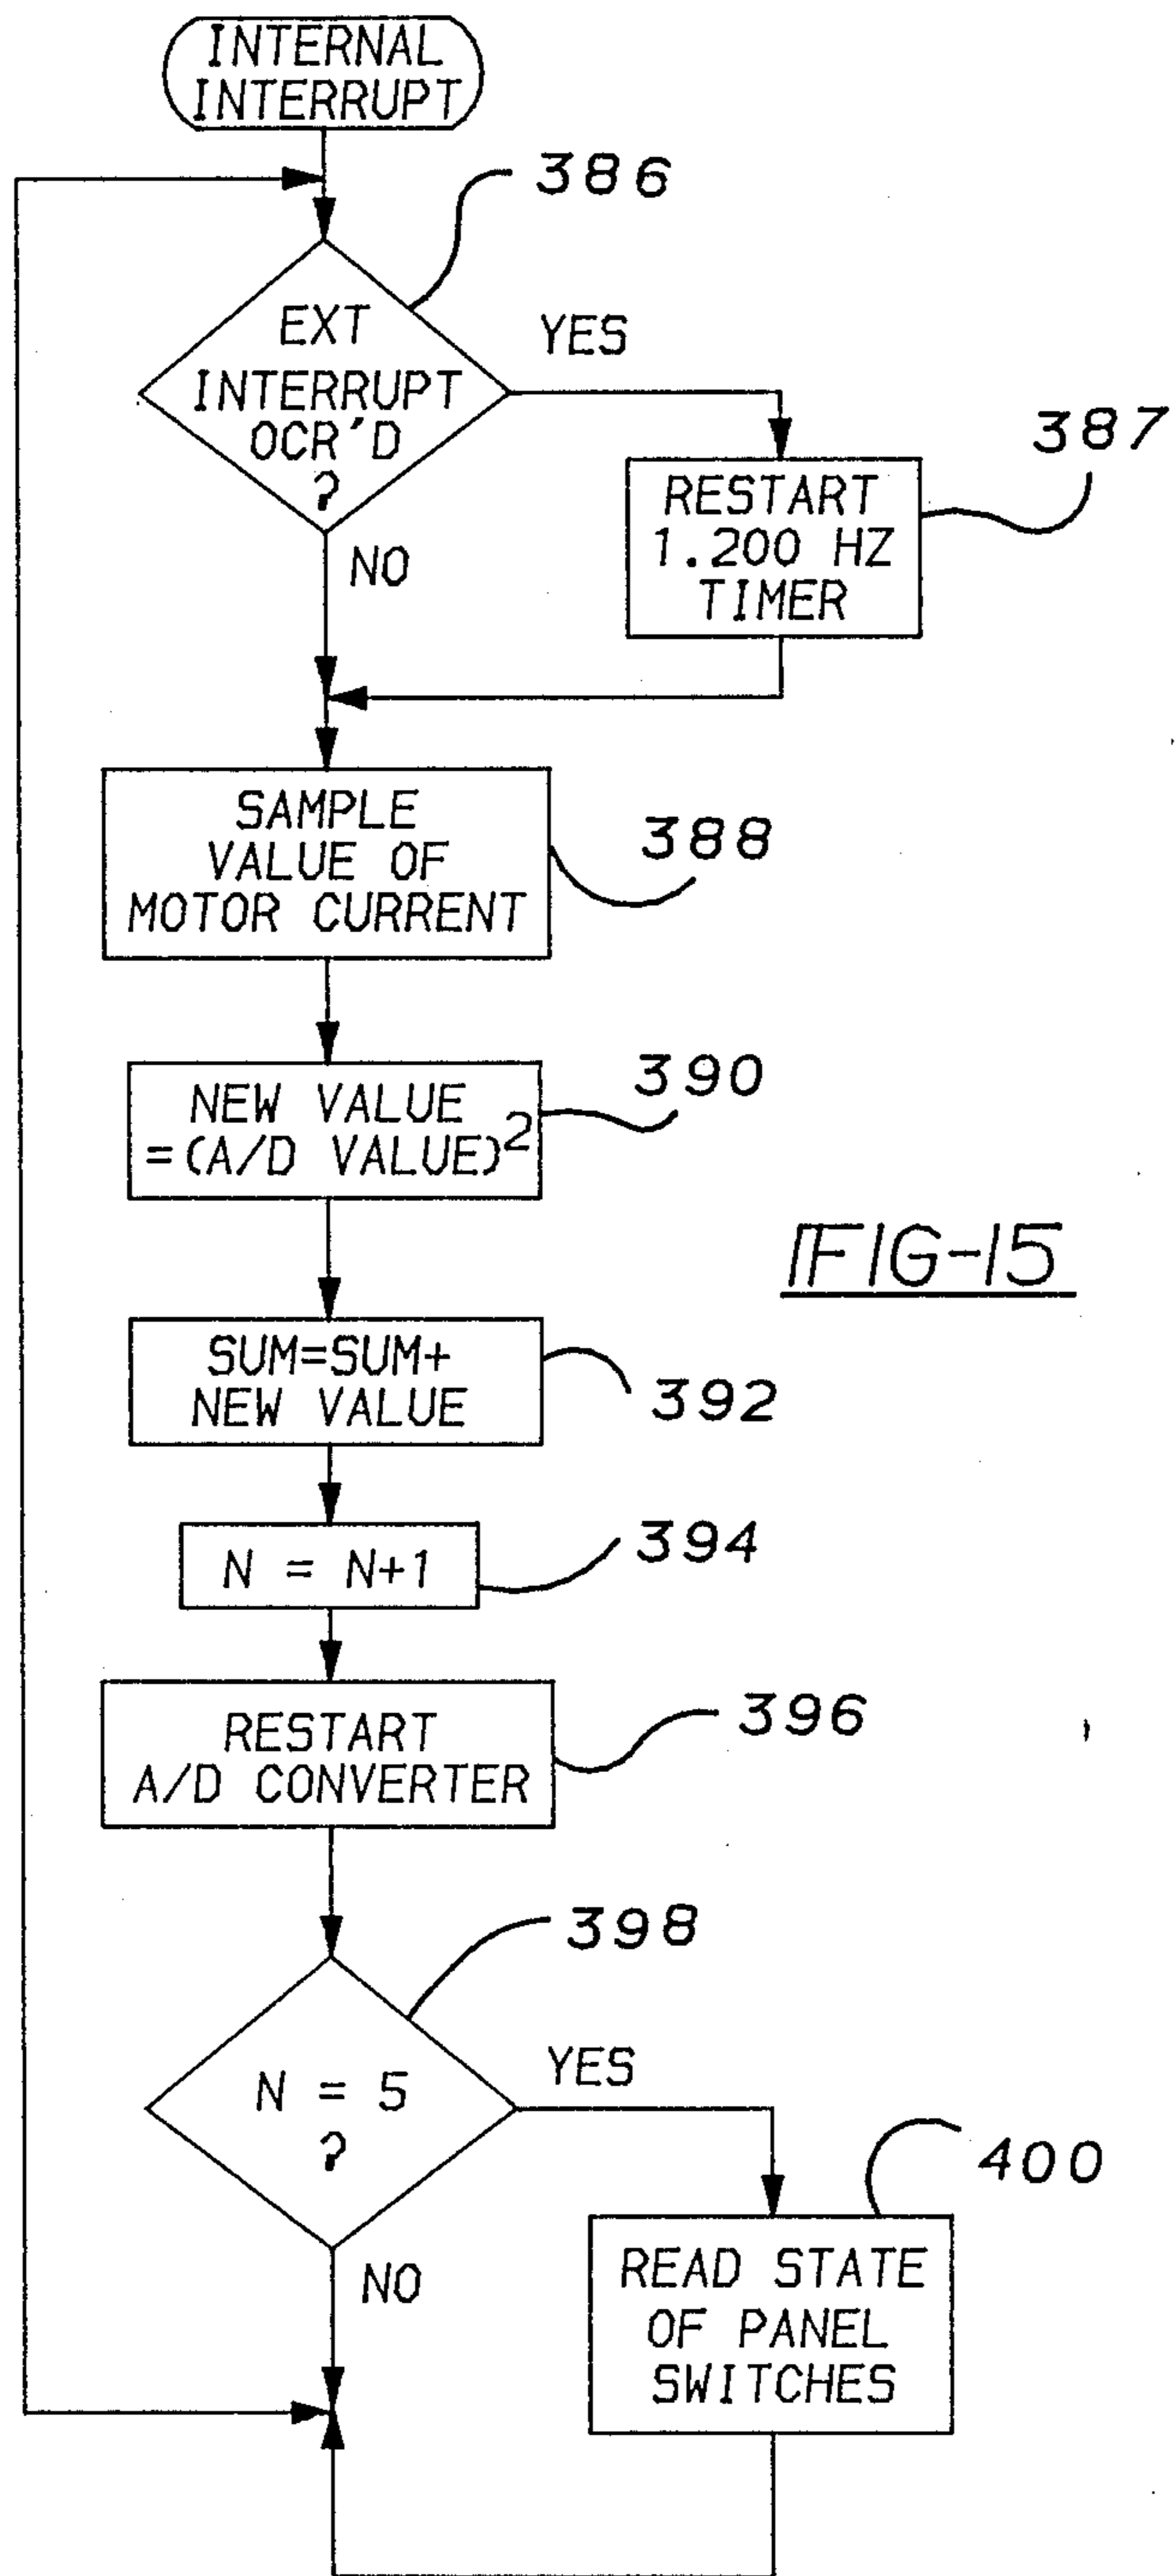 INTERNAL
INTERRUPT
386
EXT
INTERRUPT
OCR'D
?
YES
NO
387
RESTART
1.200 HZ
TIMER
SAMPLE
VALUE OF
MOTOR CURRENT
388
NEW VALUE
=(A/D VALUE)2
390
FIG-15
SUM=SUM+
NEW VALUE
392
N = N+1
394
RESTART
A/D CONVERTER
396
398
N = 5
?
YES
NO
400
READ STATE
OF PANEL
SWITCHES